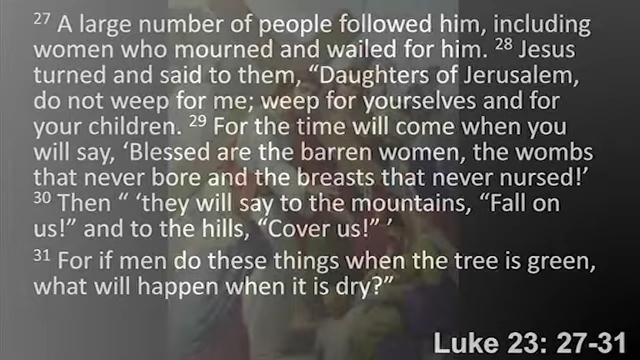 27 A large number of people followed him, including
women who mourned and wailed for him. 28 Jesus
turned and said to them, “Daughters of Jerusalem,
do not weep for me; weep for yourselves and for
your children. 29 For the time will come when you
will say, ‘Blessed are the barren women, the wombs
that never bore and the breasts that never nursed!’
30 Then “ ‘they will say to the mountains, “Fall on
us!” and to the hills, “Cover us!” ’
31 For if men do these things when the tree is green,
what will happen when it is dry?”
Luke 23: 27-31